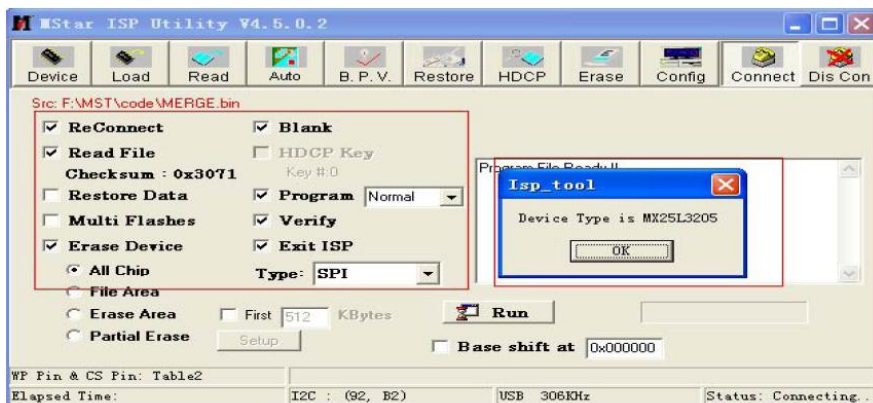 MStar ISP Utility V4.5.0.2
Device Load Read Auto B. P. V. Restore HDCP Erase Config Connect Dis Con
Src: F:\MST\code\MERGE.bin
ReConnect Blank
Read File HDCP Key
Checksum : 0x3071 Key #:0
Restore Data Program Normal
Multi Flashes Verify
Erase Device Exit ISP
All Chip Type: SPI
File Area
Erase Area First 512 KBytes
Partial Erase Setup
Program File Ready !!
Isp_tool
Device Type is MX25L3205
OK
Run
Base shift at 0x000000
WP Pin & CS Pin: Table2
Elapsed Time: I2C : (92, B2) USB 306KHz Status: Connecting..